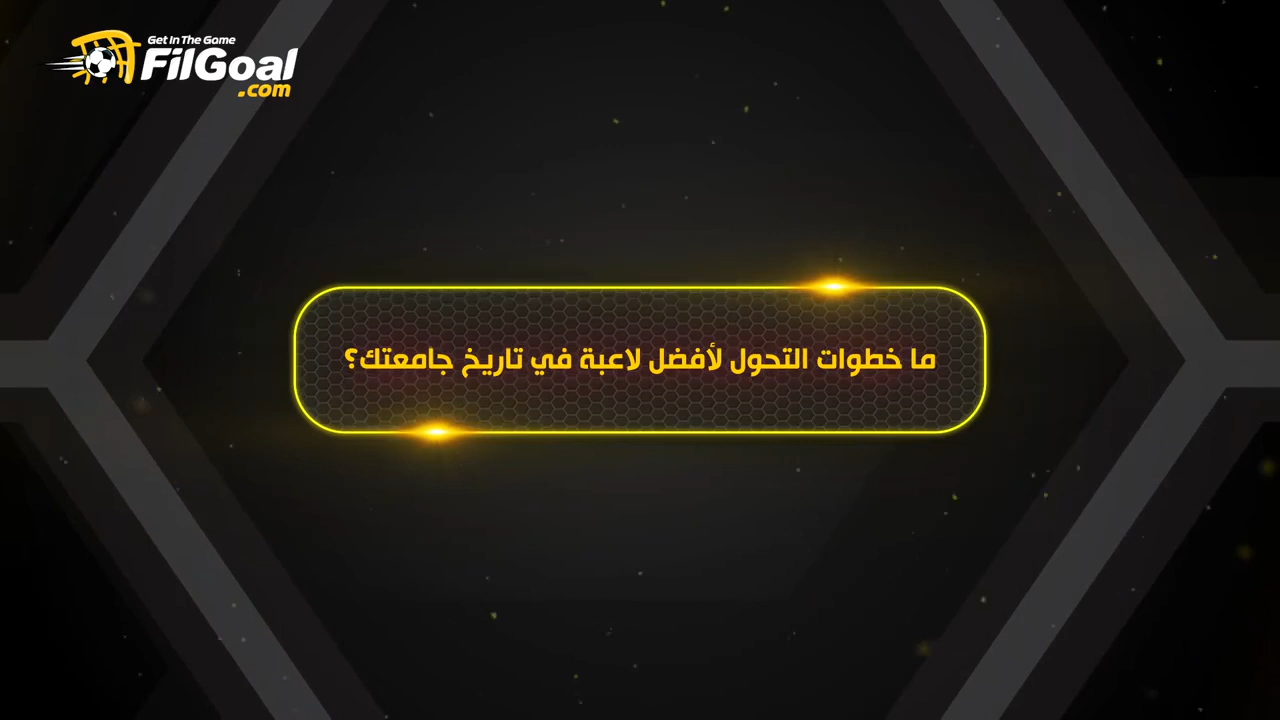 Get In The Game
FilGoal
.com
ما خطوات التحول لأفضل لاعبة في تاريخ جامعتك؟